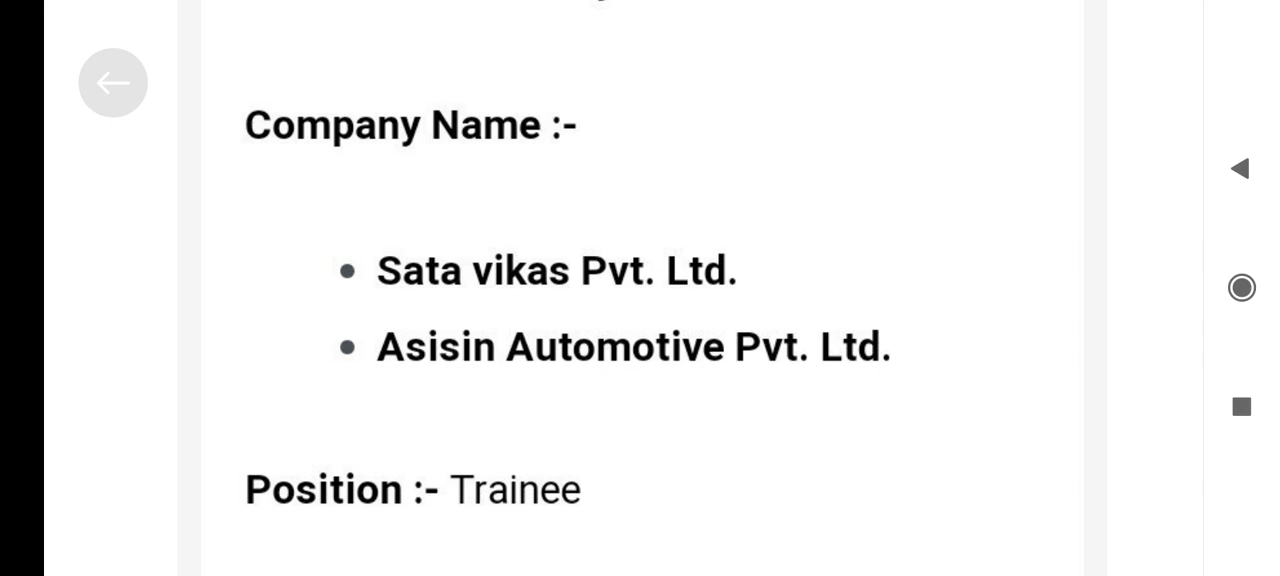 Company Name :-
Sata vikas Pvt. Ltd.
Asisin Automotive Pvt. Ltd.
Position :- Trainee